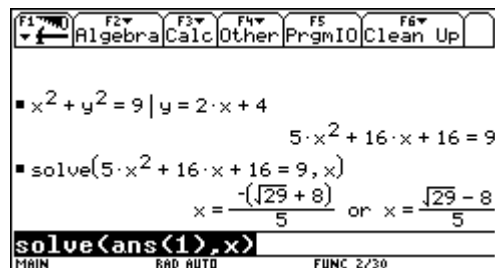 F1 F2 Algebra F3 Calc F4 Other F5 PrgmIO F6 Clean Up
▪ x² + y² = 9 | y = 2·x + 4
5·x² + 16·x + 16 = 9
▪ solve(5·x² + 16·x + 16 = 9, x)
x = -(√29 + 8)/5 or x = (√29 - 8)/5
solve(ans(1),x)
MAIN RAD AUTO FUNC 2/30